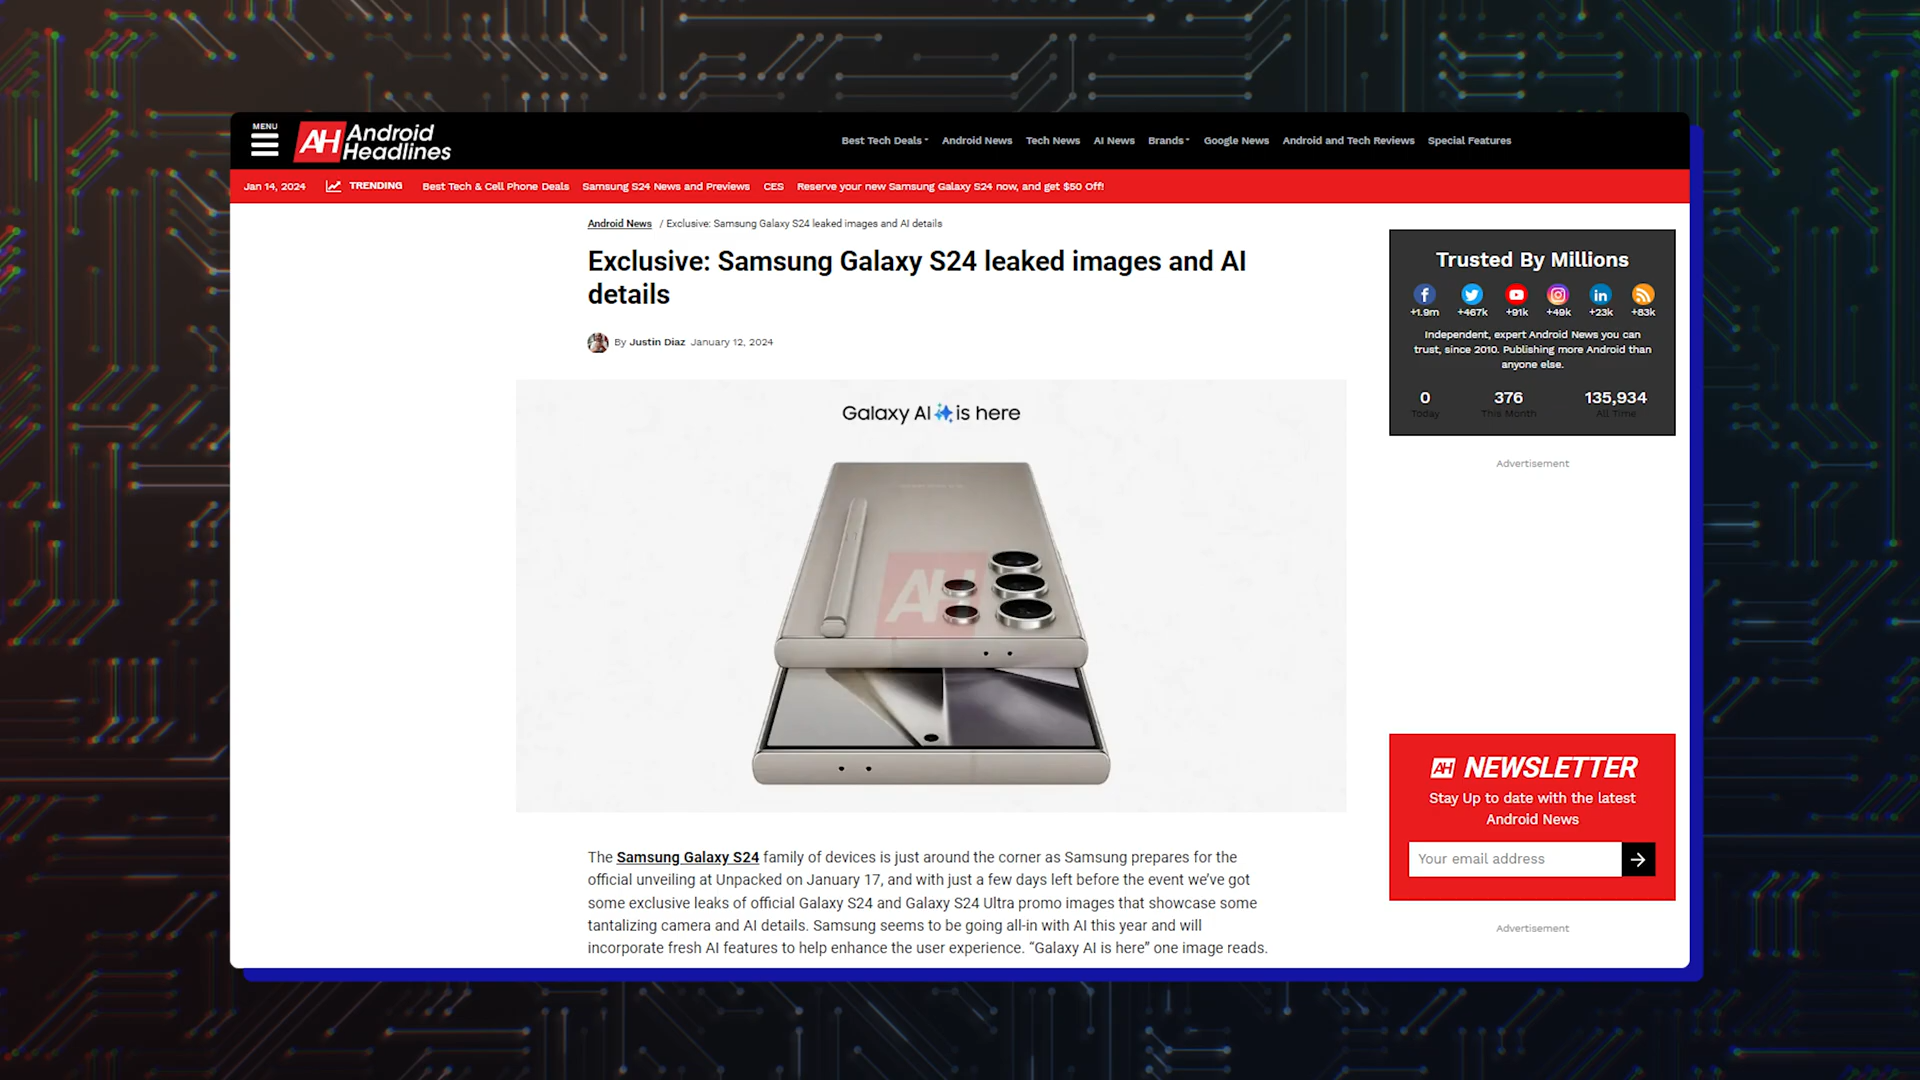 MENU
AH Android
Headlines
Best Tech Deals
Android News
Tech News
AI News
Brands
Google News
Android and Tech Reviews
Special Features
Jan 14, 2024
TRENDING
Best Tech & Cell Phone Deals
Samsung S24 News and Previews
CES
Reserve your new Samsung Galaxy S24 now, and get $50 Off!
Android News / Exclusive: Samsung Galaxy S24 leaked images and AI details
Exclusive: Samsung Galaxy S24 leaked images and AI
details
By Justin Diaz January 12, 2024
Galaxy AI is here
AH
The Samsung Galaxy S24 family of devices is just around the corner as Samsung prepares for the
official unveiling at Unpacked on January 17, and with just a few days left before the event we’ve got
some exclusive leaks of official Galaxy S24 and Galaxy S24 Ultra promo images that showcase some
tantalizing camera and AI details. Samsung seems to be going all-in with AI this year and will
incorporate fresh AI features to help enhance the user experience. “Galaxy AI is here” one image reads.
Trusted By Millions
+1.9m +467k +91k +49k +23k +83k
Independent, expert Android News you can
trust, since 2010. Publishing more Android than
anyone else.
0 376 135,934
Today This Month All Time
Advertisement
AH NEWSLETTER
Stay Up to date with the latest
Android News
Your email address
Advertisement